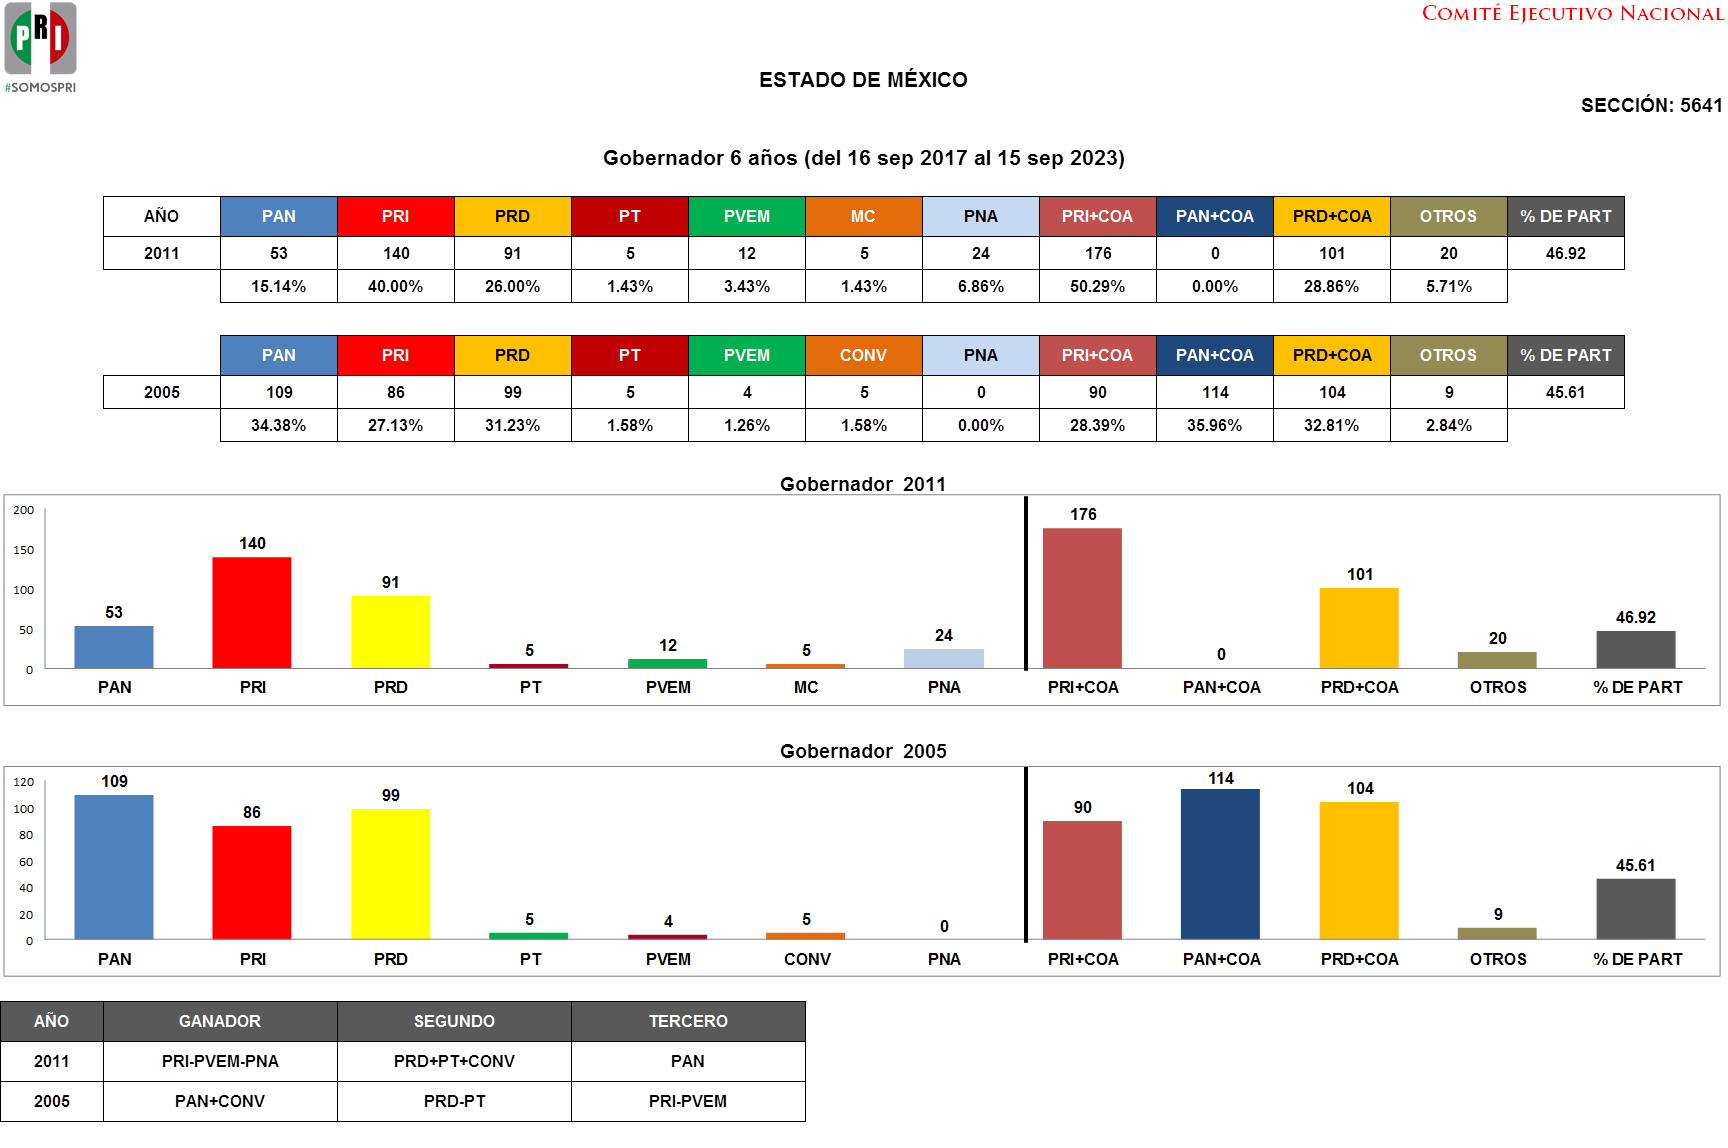 PRI
#SOMOSPRI
COMITÉ EJECUTIVO NACIONAL
ESTADO DE MÉXICO
SECCIÓN: 5641
Gobernador 6 años (del 16 sep 2017 al 15 sep 2023)
AÑO PAN PRI PRD PT PVEM MC PNA PRI+COA PAN+COA PRD+COA OTROS % DE PART
2011 53 140 91 5 12 5 24 176 0 101 20 46.92
15.14% 40.00% 26.00% 1.43% 3.43% 1.43% 6.86% 50.29% 0.00% 28.86% 5.71%
PAN PRI PRD PT PVEM CONV PNA PRI+COA PAN+COA PRD+COA OTROS % DE PART
2005 109 86 99 5 4 5 0 90 114 104 9 45.61
34.38% 27.13% 31.23% 1.58% 1.26% 1.58% 0.00% 28.39% 35.96% 32.81% 2.84%
Gobernador 2011
200
150
100
50
0
53 140 91 5 12 5 24 176 0 101 20 46.92
PAN PRI PRD PT PVEM MC PNA PRI+COA PAN+COA PRD+COA OTROS % DE PART
Gobernador 2005
120
100
80
60
40
20
0
109 86 99 5 4 5 0 90 114 104 9 45.61
PAN PRI PRD PT PVEM CONV PNA PRI+COA PAN+COA PRD+COA OTROS % DE PART
AÑO GANADOR SEGUNDO TERCERO
2011 PRI-PVEM-PNA PRD+PT+CONV PAN
2005 PAN+CONV PRD-PT PRI-PVEM